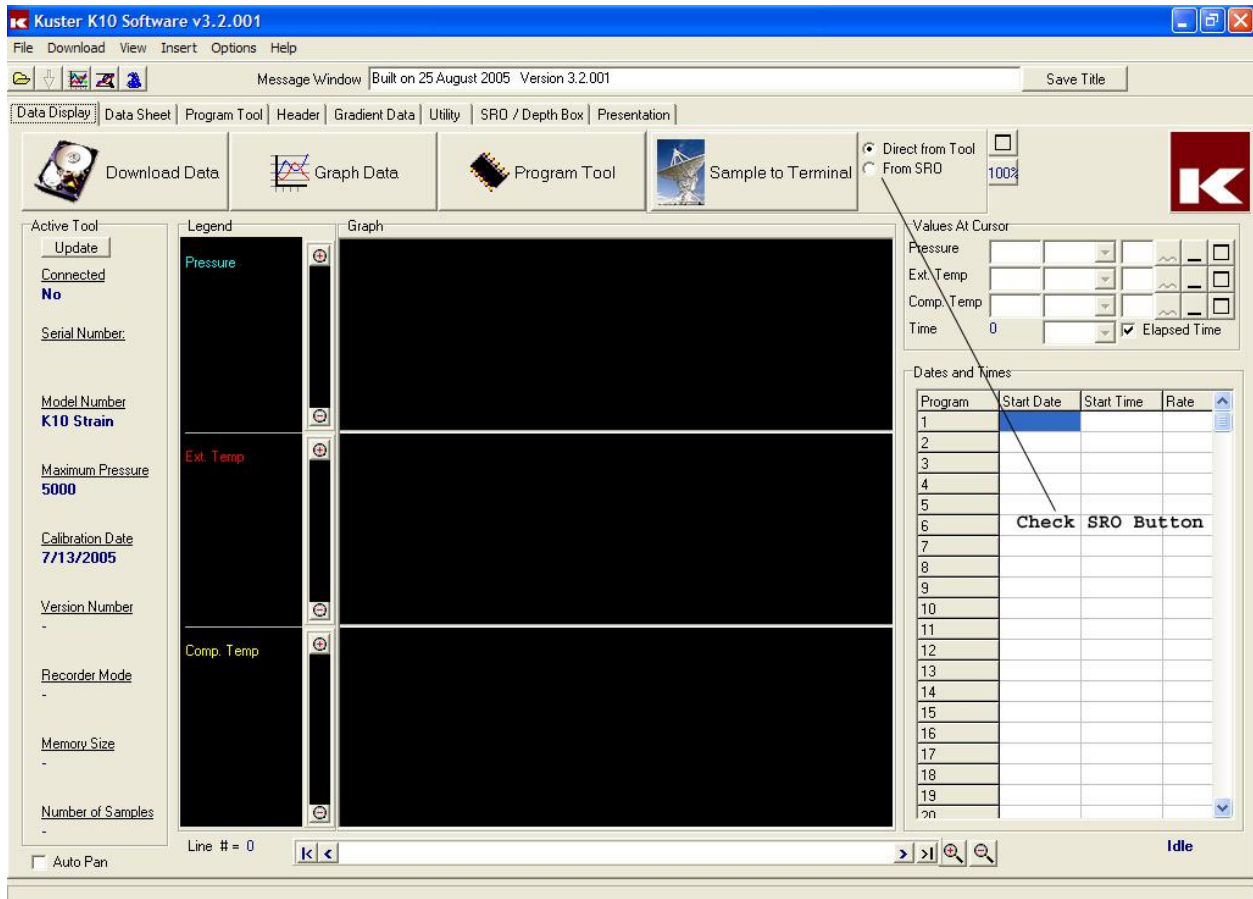 Kuster K10 Software v3.2.001
File Download View Insert Options Help
Message Window Built on 25 August 2005 Version 3.2.001 Save Title
Data Display Data Sheet Program Tool Header Gradient Data Utility SRO / Depth Box Presentation
Download Data
Graph Data
Program Tool
Sample to Terminal
Direct from Tool
From SRO
100%
Active Tool
Update
Connected
No
Serial Number:
Model Number
K10 Strain
Maximum Pressure
5000
Calibration Date
7/13/2005
Version Number
-
Recorder Mode
-
Memory Size
-
Number of Samples
-
Auto Pan
Legend
Pressure
Ext. Temp
Comp. Temp
Graph
Line # = 0
Values At Cursor
Pressure
Ext. Temp
Comp. Temp
Time 0 Elapsed Time
Dates and Times
Program Start Date Start Time Rate
1
2
3
4
5
6
Check SRO Button
7
8
9
10
11
12
13
14
15
16
17
18
19
20
Idle